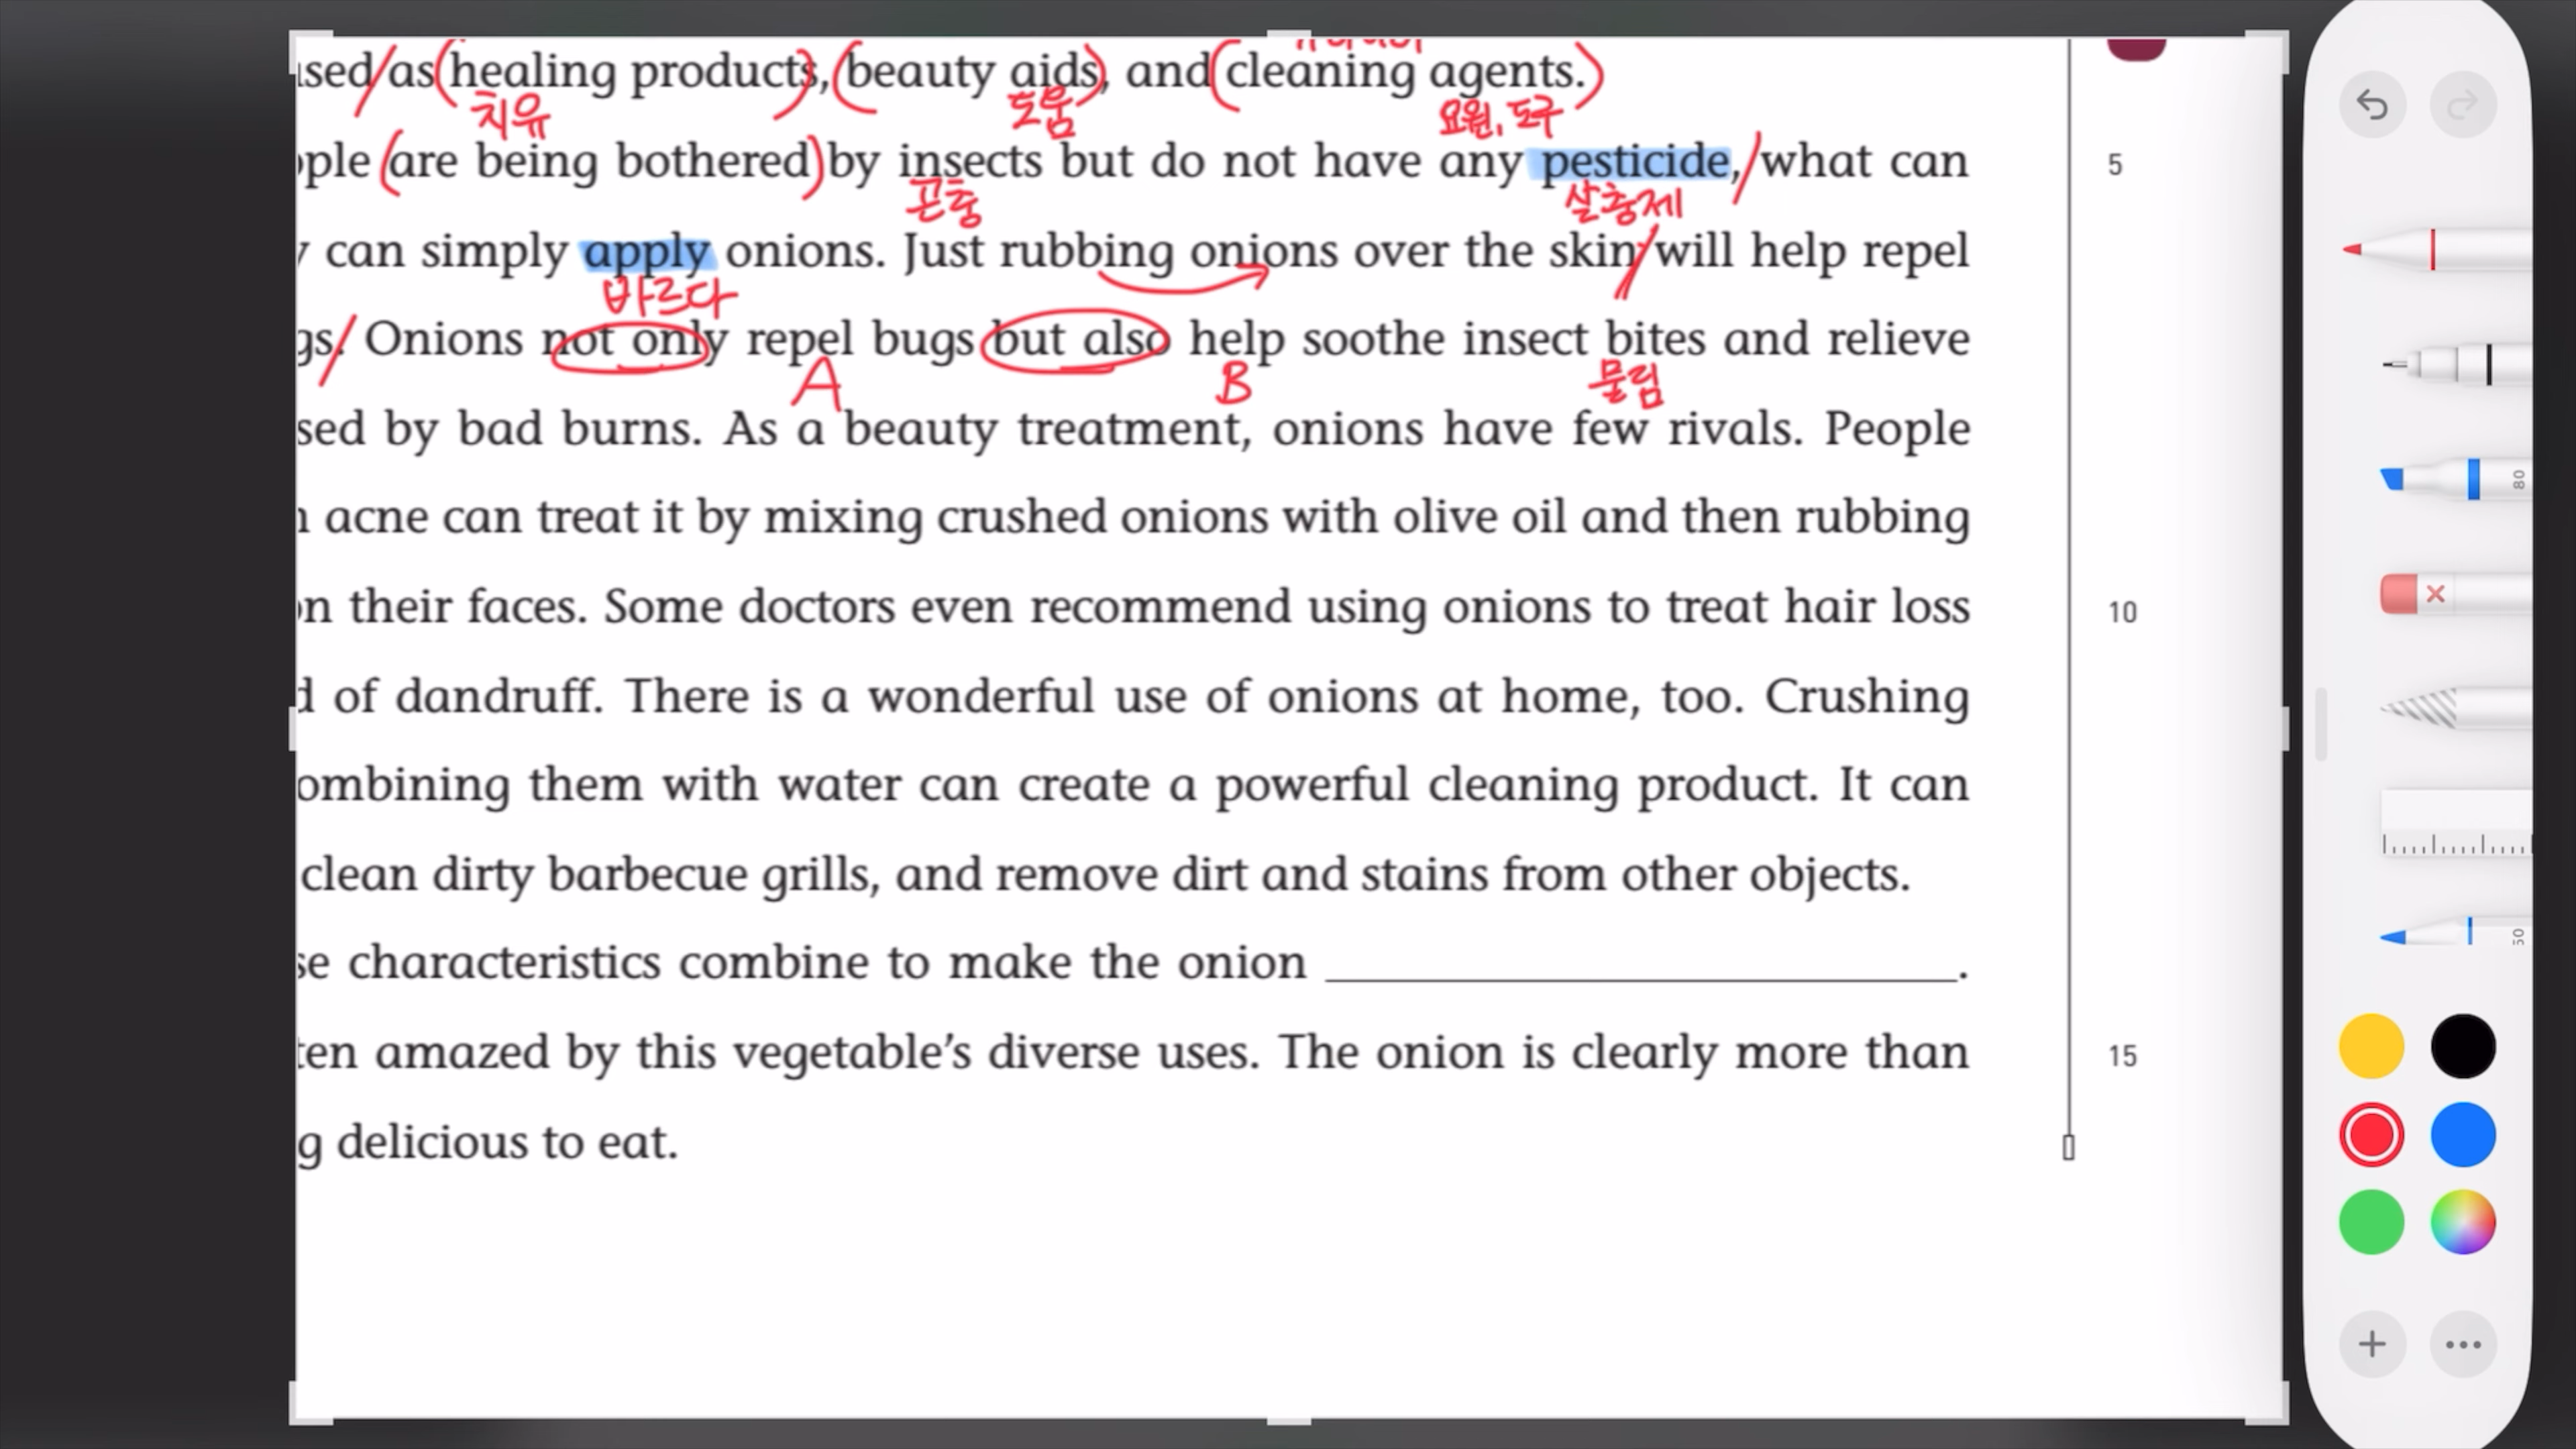 used as healing products, beauty aids, and cleaning agents.
치유 도움 요원, 도구
ople are being bothered by insects but do not have any pesticide, what can 5
곤충 살충제
y can simply apply onions. Just rubbing onions over the skin will help repel
바르다
gs. Onions not only repel bugs but also help soothe insect bites and relieve
A B 물림
sed by bad burns. As a beauty treatment, onions have few rivals. People
n acne can treat it by mixing crushed onions with olive oil and then rubbing
on their faces. Some doctors even recommend using onions to treat hair loss 10
d of dandruff. There is a wonderful use of onions at home, too. Crushing
ombining them with water can create a powerful cleaning product. It can
clean dirty barbecue grills, and remove dirt and stains from other objects.
se characteristics combine to make the onion ____________________.
ten amazed by this vegetable's diverse uses. The onion is clearly more than 15
g delicious to eat.
80
50